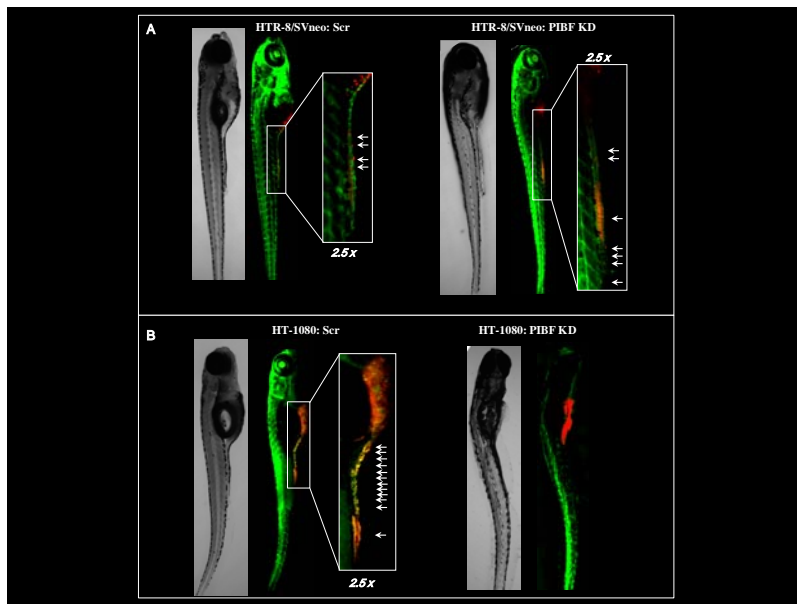 A
HTR-8/SVneo: Scr
HTR-8/SVneo: PIBF KD
2.5x
2.5x
B
HT-1080: Scr
HT-1080: PIBF KD
2.5x